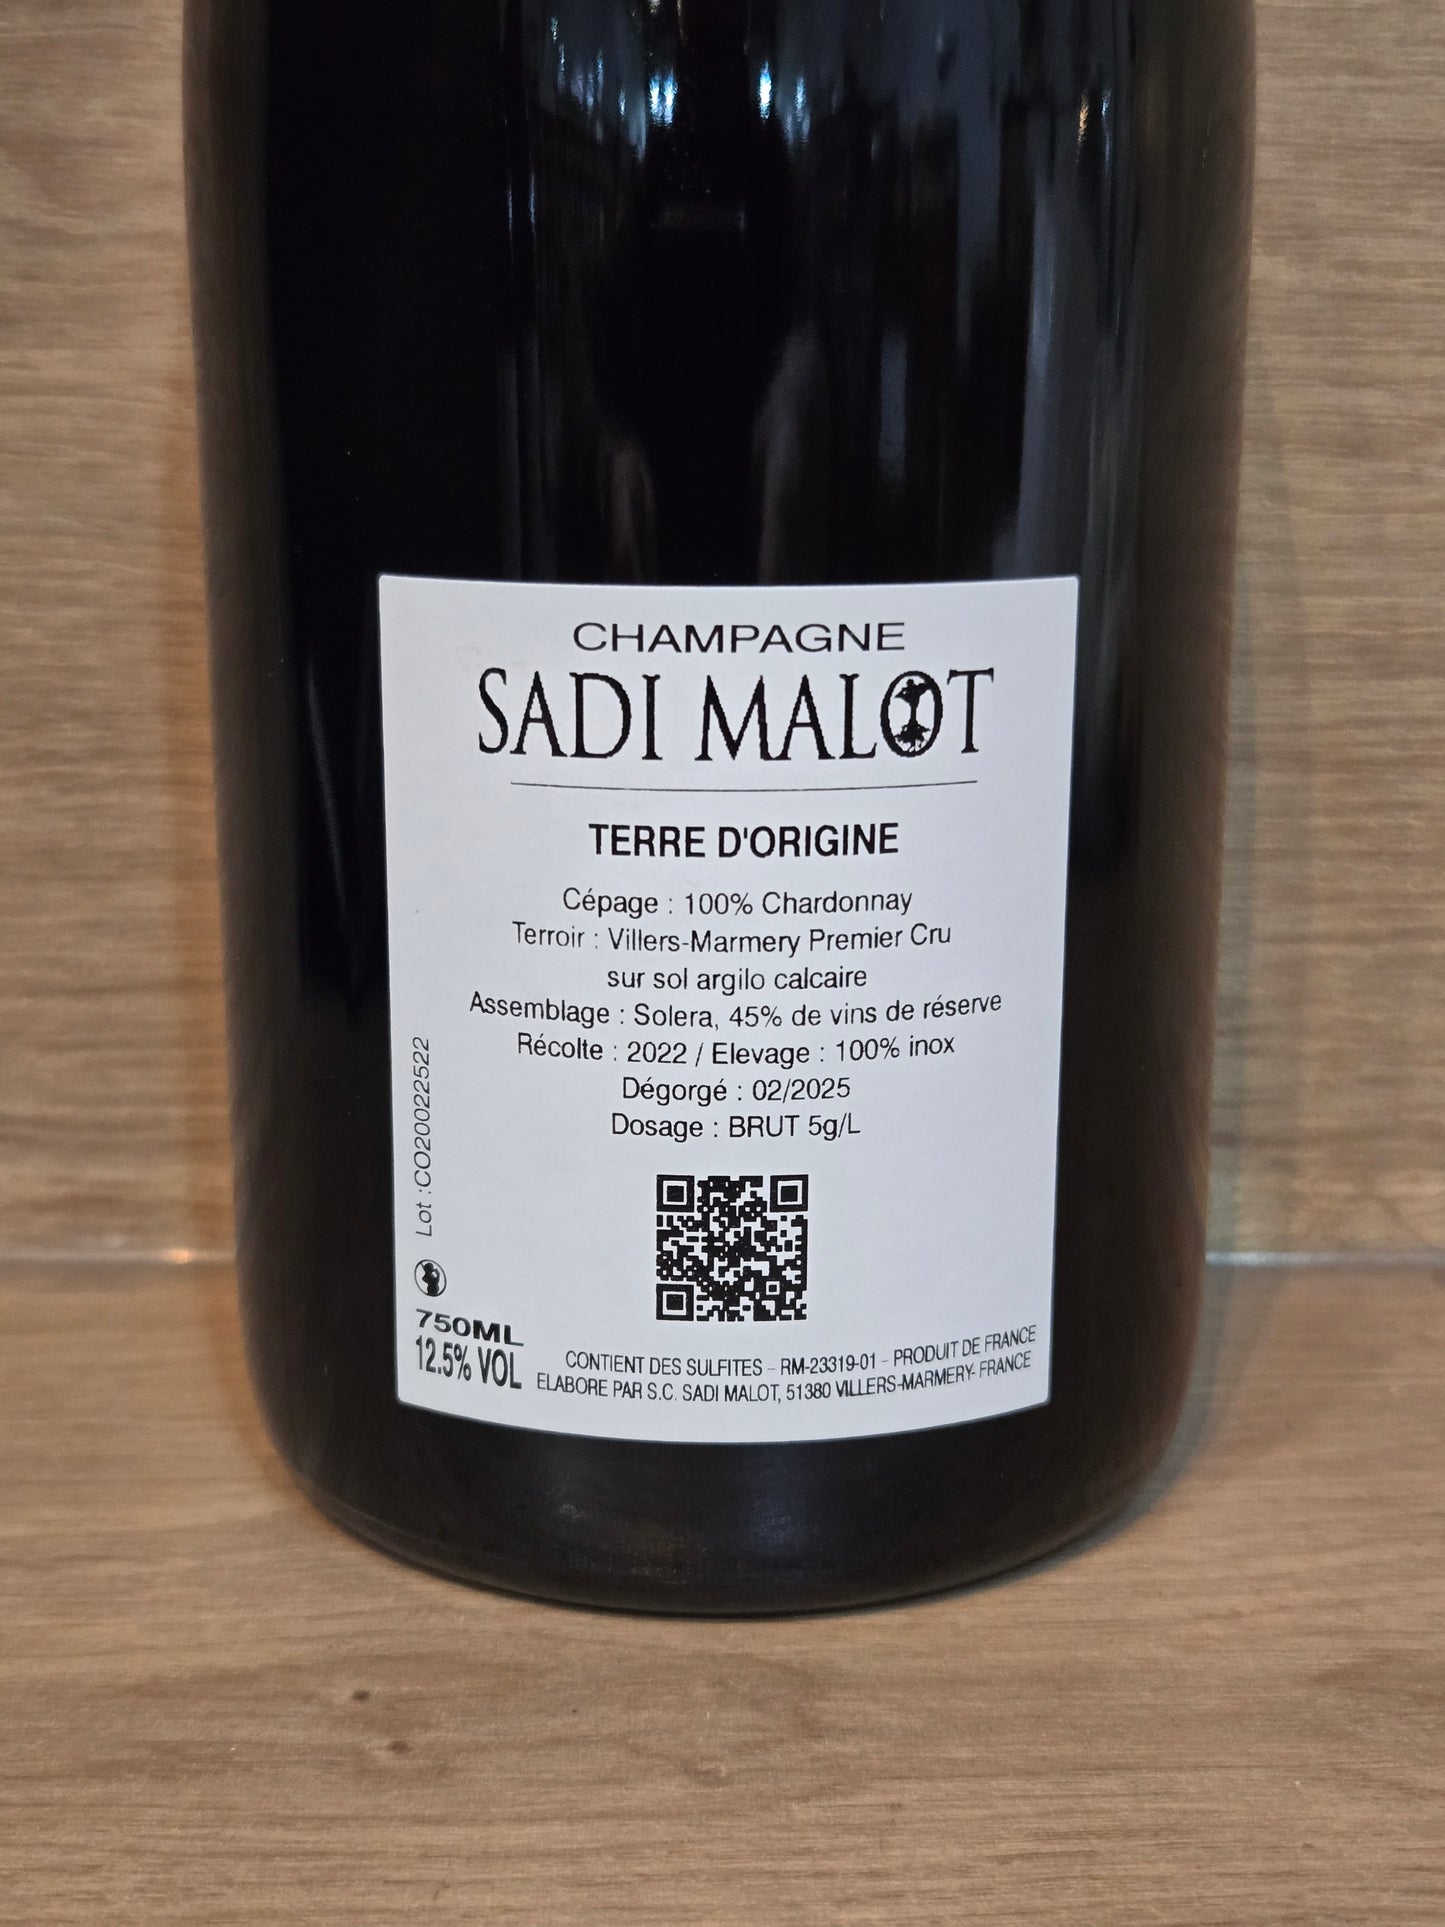 CHAMPAGNE
SADI MALOT
TERRE D'ORIGINE
Cépage : 100% Chardonnay
Terroir : Villers-Marmery Premier Cru
sur sol argilo calcaire
Assemblage : Solera, 45% de vins de réserve
Récolte : 2022 / Elevage : 100% inox
Dégorgé : 02/2025
Dosage : BRUT 5g/L
Lot :CO20022522
750ML
12.5% VOL
CONTIENT DES SULFITES - RM-23319-01 - PRODUIT DE FRANCE
ELABORE PAR S.C. SADI MALOT, 51380 VILLERS-MARMERY- FRANCE